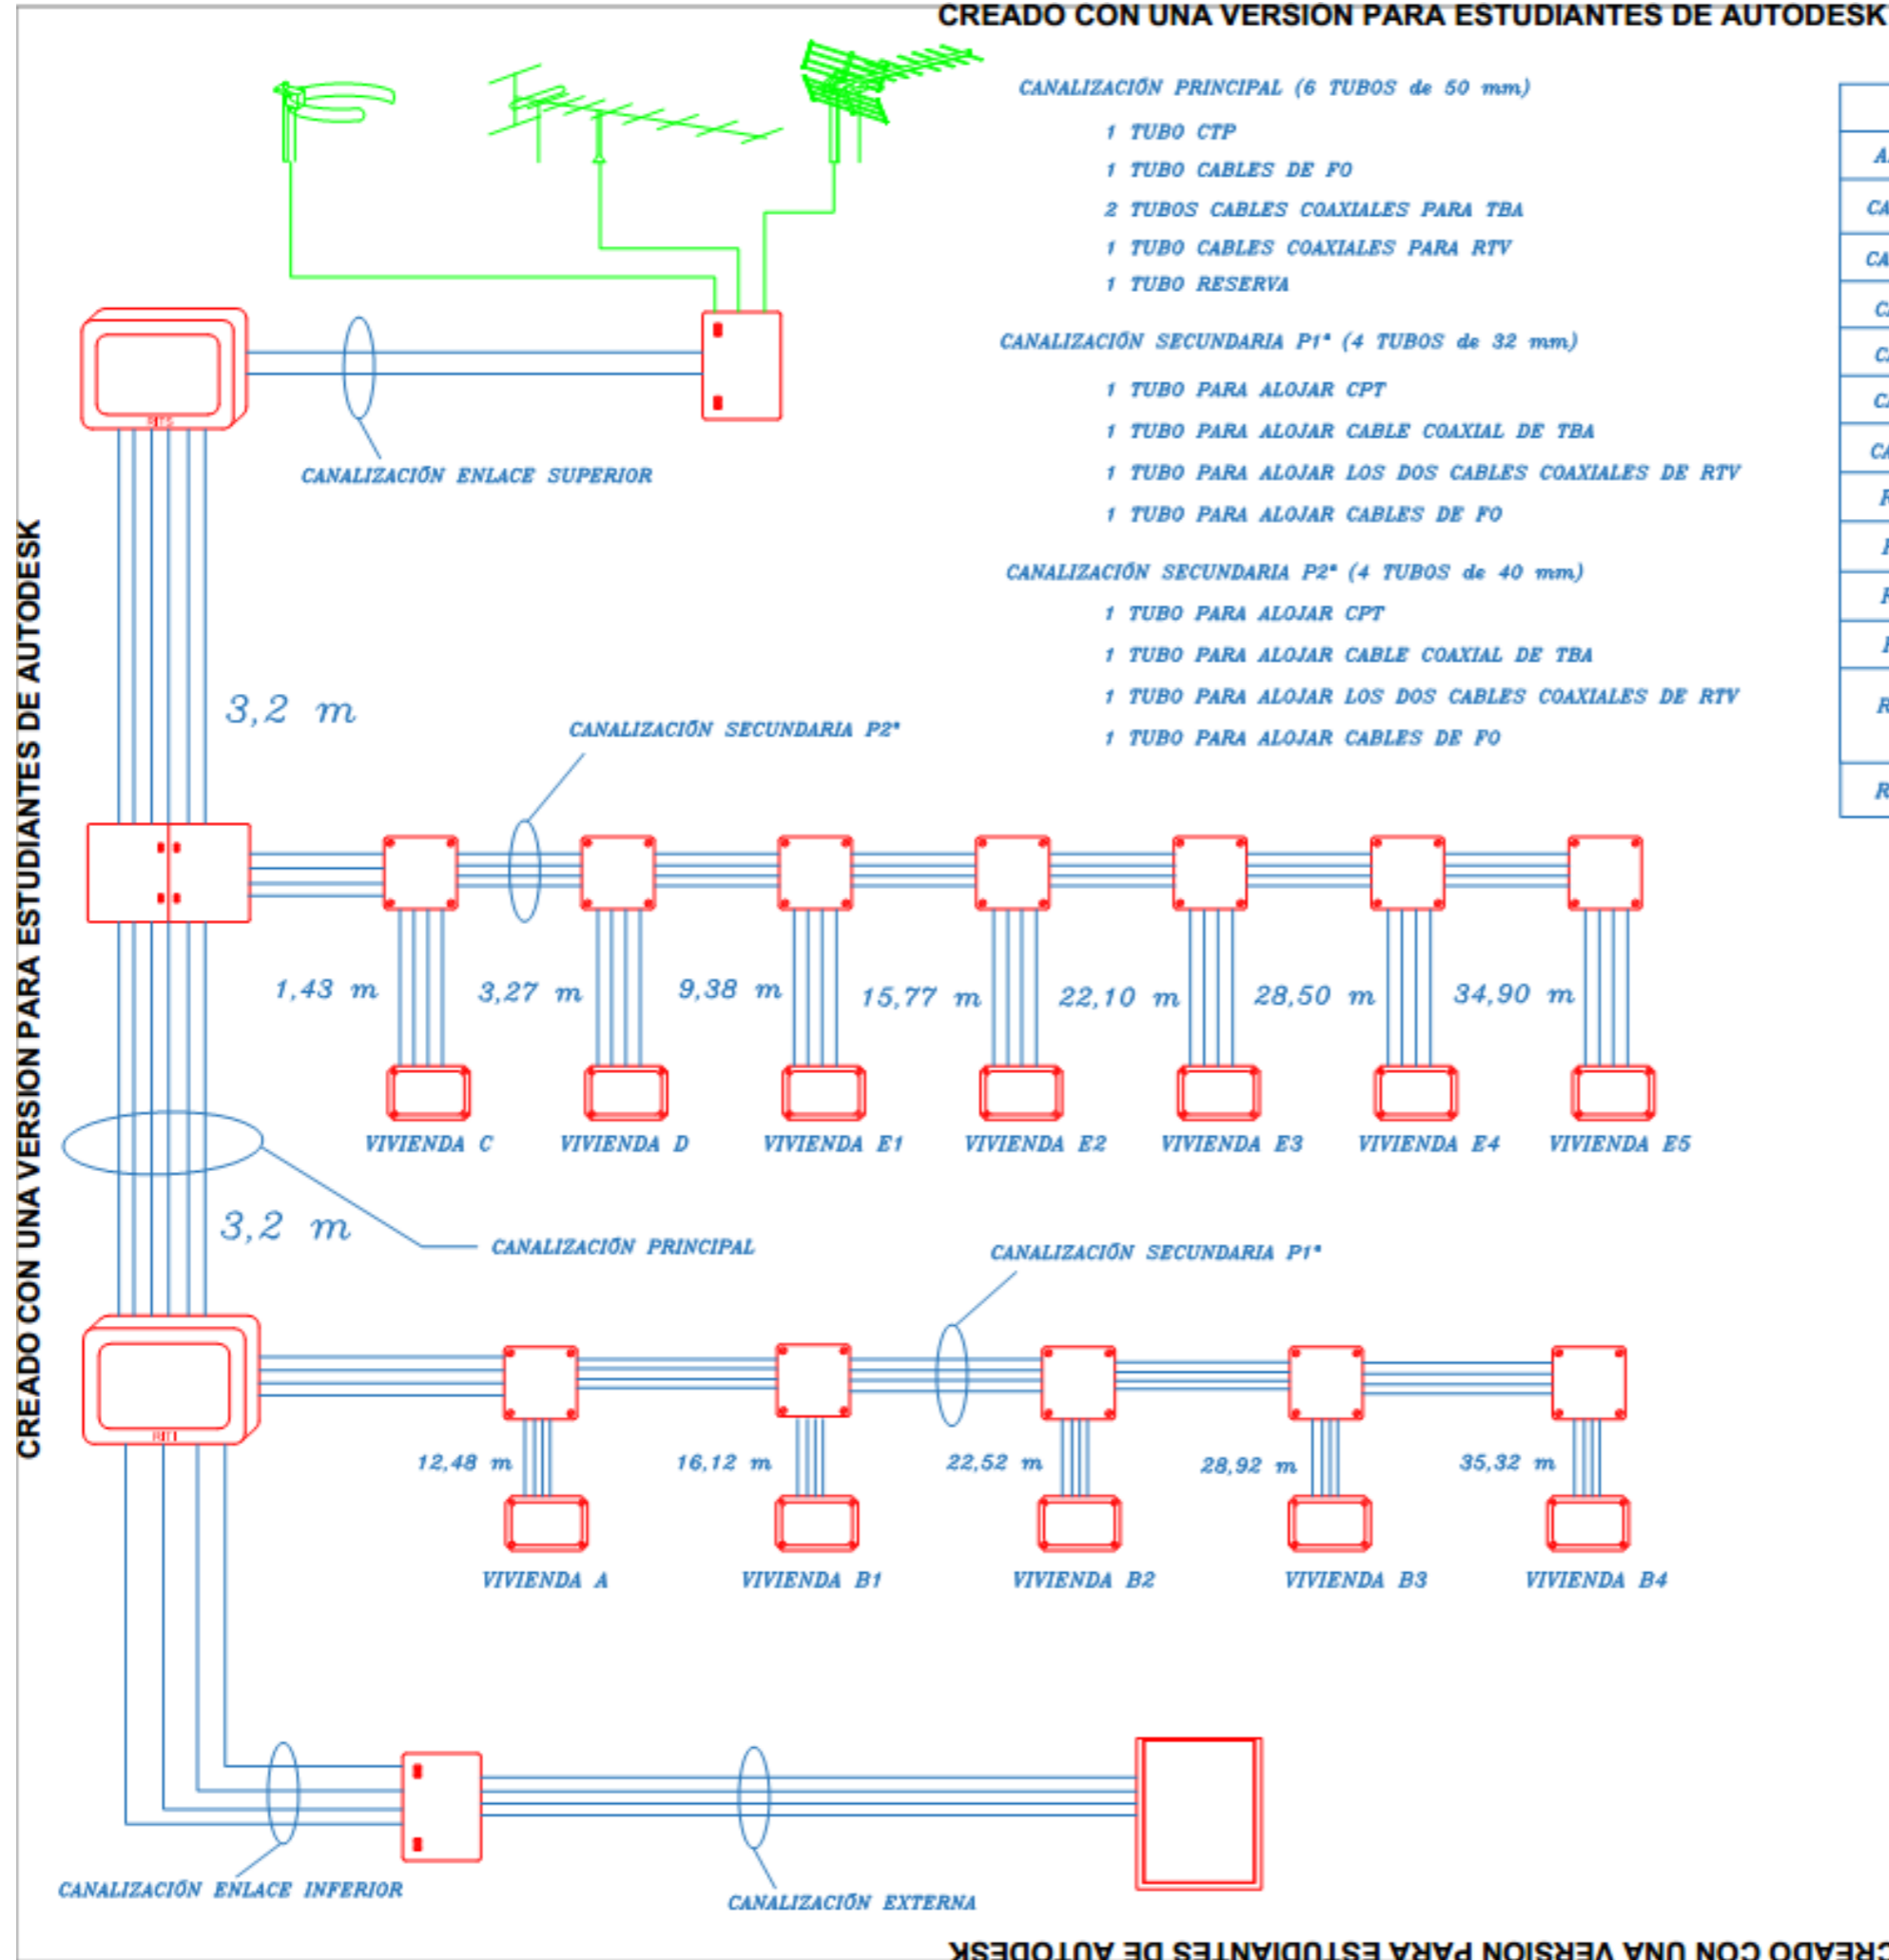 CREADO CON UNA VERSION PARA ESTUDIANTES DE AUTODESK
CREADO CON UNA VERSION PARA ESTUDIANTES DE AUTODESK
CANALIZACIÓN PRINCIPAL (6 TUBOS de 50 mm)
1 TUBO CTP
1 TUBO CABLES DE FO
2 TUBOS CABLES COAXIALES PARA TBA
1 TUBO CABLES COAXIALES PARA RTV
1 TUBO RESERVA
CANALIZACIÓN SECUNDARIA P1ª (4 TUBOS de 32 mm)
1 TUBO PARA ALOJAR CPT
1 TUBO PARA ALOJAR CABLE COAXIAL DE TBA
1 TUBO PARA ALOJAR LOS DOS CABLES COAXIALES DE RTV
1 TUBO PARA ALOJAR CABLES DE FO
CANALIZACIÓN SECUNDARIA P2ª (4 TUBOS de 40 mm)
1 TUBO PARA ALOJAR CPT
1 TUBO PARA ALOJAR CABLE COAXIAL DE TBA
1 TUBO PARA ALOJAR LOS DOS CABLES COAXIALES DE RTV
1 TUBO PARA ALOJAR CABLES DE FO
RITS
CANALIZACIÓN ENLACE SUPERIOR
3,2 m
CANALIZACIÓN SECUNDARIA P2ª
1,43 m
3,27 m
9,38 m
15,77 m
22,10 m
28,50 m
34,90 m
VIVIENDA C
VIVIENDA D
VIVIENDA E1
VIVIENDA E2
VIVIENDA E3
VIVIENDA E4
VIVIENDA E5
3,2 m
CANALIZACIÓN PRINCIPAL
CANALIZACIÓN SECUNDARIA P1ª
RITI
12,48 m
16,12 m
22,52 m
28,92 m
35,32 m
VIVIENDA A
VIVIENDA B1
VIVIENDA B2
VIVIENDA B3
VIVIENDA B4
CANALIZACIÓN ENLACE INFERIOR
CANALIZACIÓN EXTERNA
CREADO CON UNA VERSION PARA ESTUDIANTES DE AUTODESK